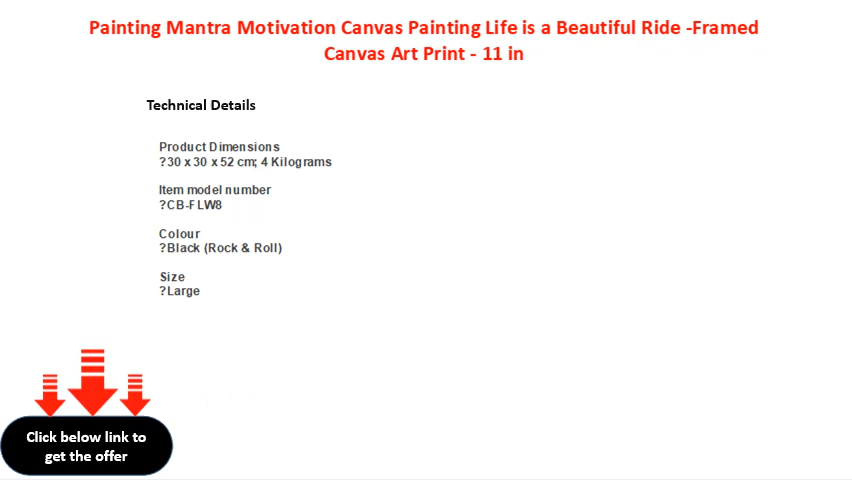 Painting Mantra Motivation Canvas Painting Life is a Beautiful Ride -Framed
Canvas Art Print - 11 in
Technical Details
Product Dimensions
?30 x 30 x 52 cm; 4 Kilograms
Item model number
?CB-FLW8
Colour
?Black (Rock & Roll)
Size
?Large
Click below link to
get the offer